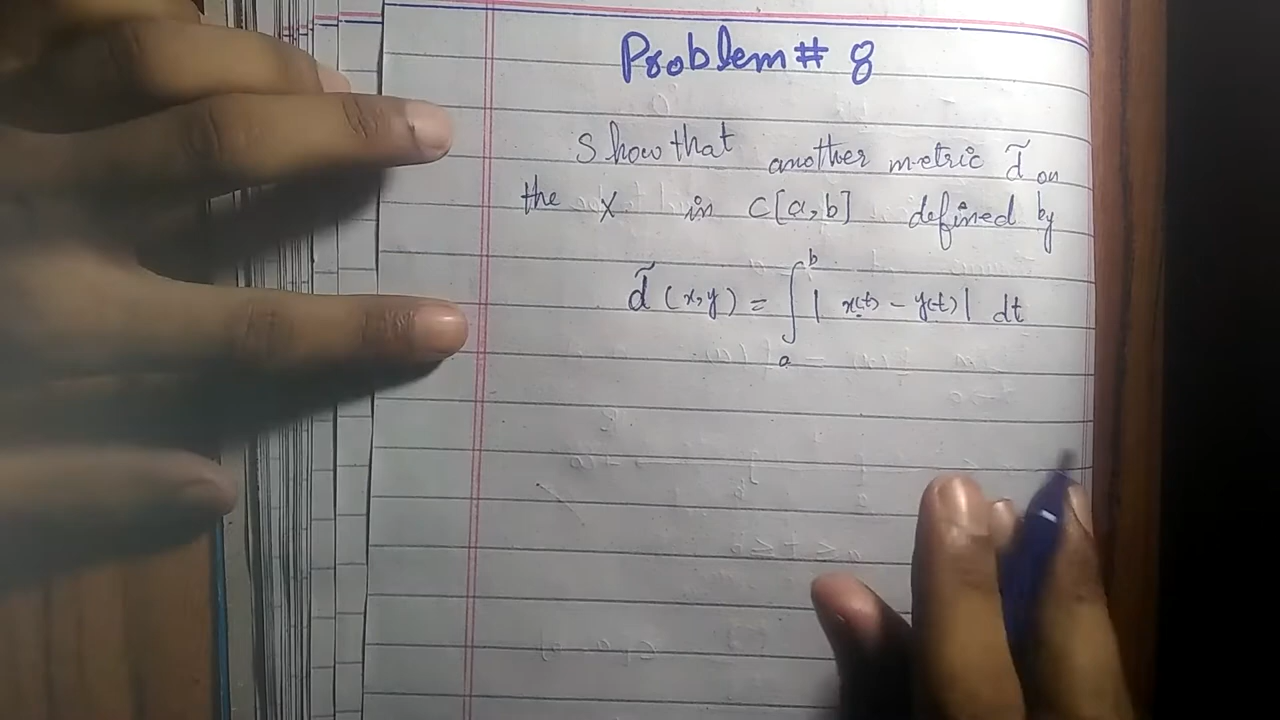 Problem # 8
Show that another metric d̃ on
the X in C[a,b] defined by
d̃ (x,y) = ∫ₐᵇ | x(t) - y(t) | dt